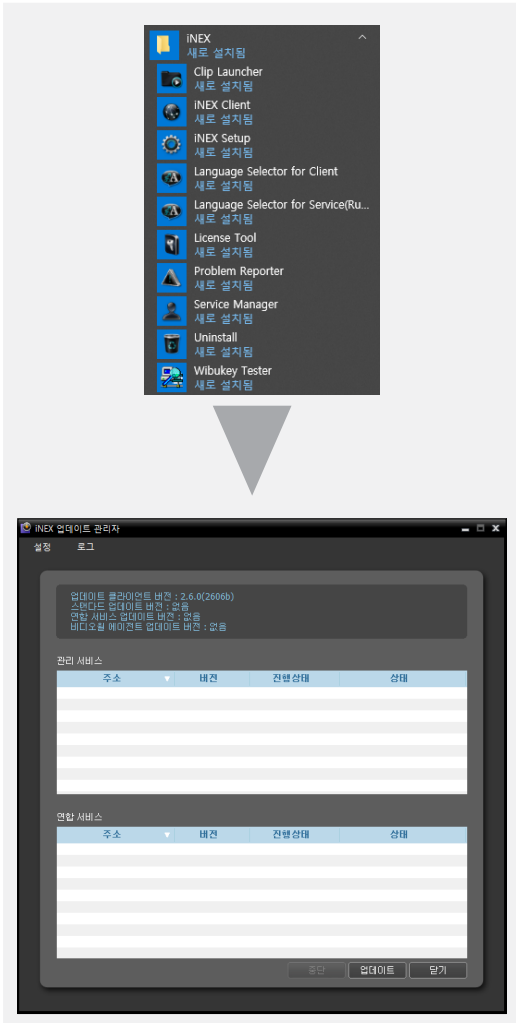 iNEX
새로 설치됨
Clip Launcher
새로 설치됨
iNEX Client
새로 설치됨
iNEX Setup
새로 설치됨
Language Selector for Client
새로 설치됨
Language Selector for Service(Ru...
새로 설치됨
License Tool
새로 설치됨
Problem Reporter
새로 설치됨
Service Manager
새로 설치됨
Uninstall
새로 설치됨
Wibukey Tester
새로 설치됨
iNEX 업데이트 관리자
설정 로그
업데이트 클라이언트 버전 : 2.6.0(2606b)
스탠다드 업데이트 버전 : 없음
연합 서비스 업데이트 버전 : 없음
비디오월 에이전트 업데이트 버전 : 없음
관리 서비스
주소 버전 진행상태 상태
연합 서비스
주소 버전 진행상태 상태
중단 업데이트 닫기